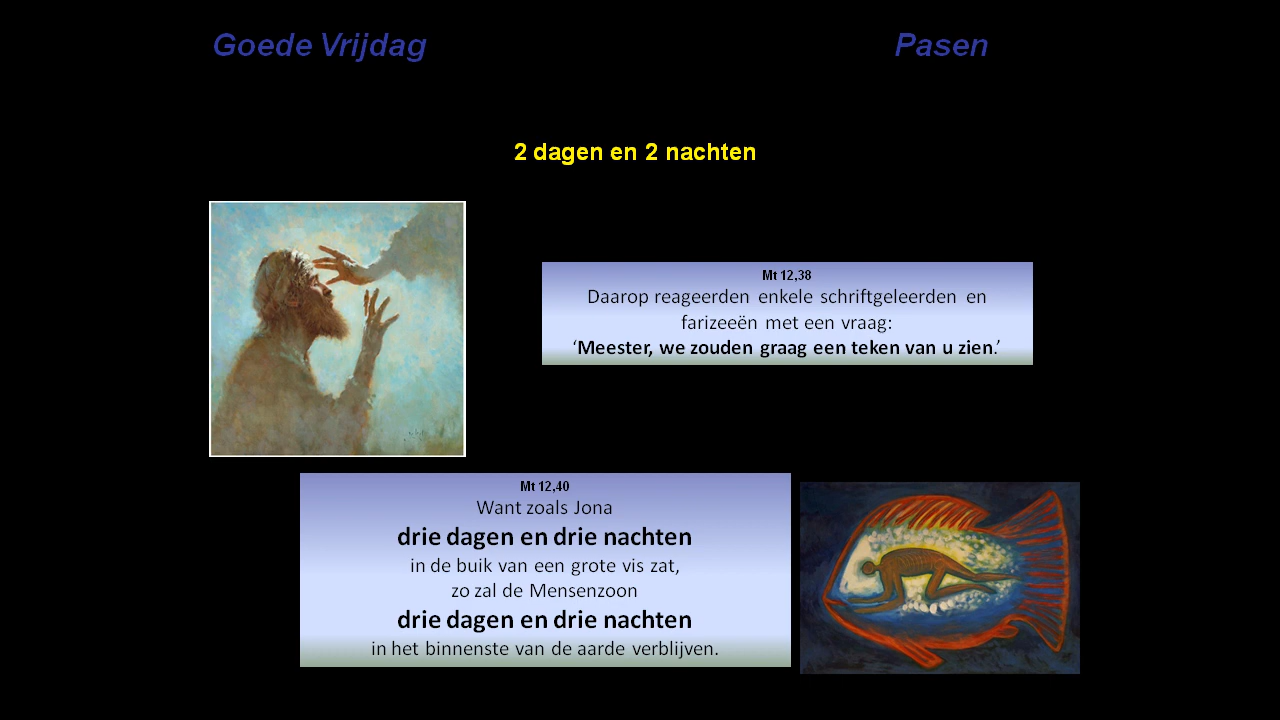 Goede Vrijdag
Pasen
2 dagen en 2 nachten
Mt 12,38
Daarop reageerden enkele schriftgeleerden en
farizeeën met een vraag:
‘Meester, we zouden graag een teken van u zien.’
Mt 12,40
Want zoals Jona
drie dagen en drie nachten
in de buik van een grote vis zat,
zo zal de Mensenzoon
drie dagen en drie nachten
in het binnenste van de aarde verblijven.